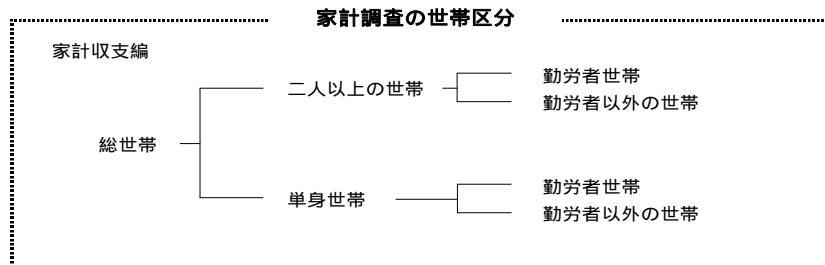 家計調査の世帯区分
家計収支編
総世帯
二人以上の世帯
勤労者世帯
勤労者以外の世帯
単身世帯
勤労者世帯
勤労者以外の世帯